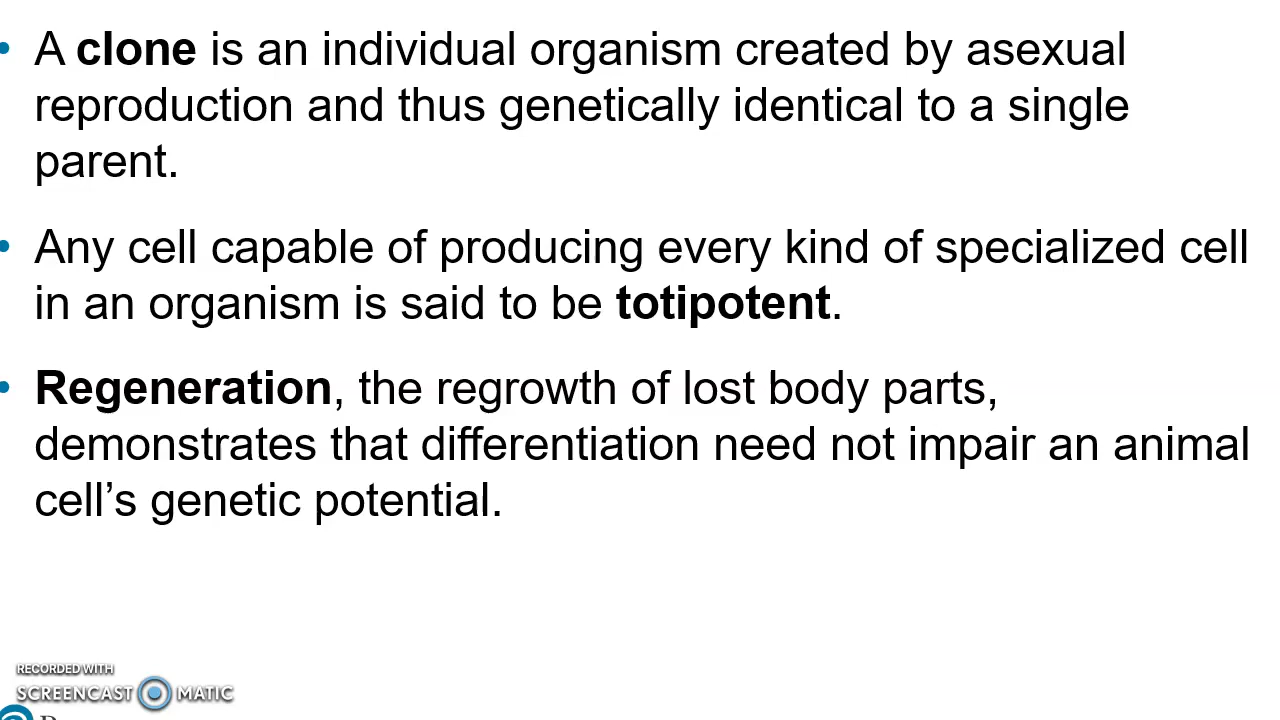 • A clone is an individual organism created by asexual
reproduction and thus genetically identical to a single
parent.
• Any cell capable of producing every kind of specialized cell
in an organism is said to be totipotent.
• Regeneration, the regrowth of lost body parts,
demonstrates that differentiation need not impair an animal
cell’s genetic potential.
RECORDED WITH
SCREENCAST MATIC